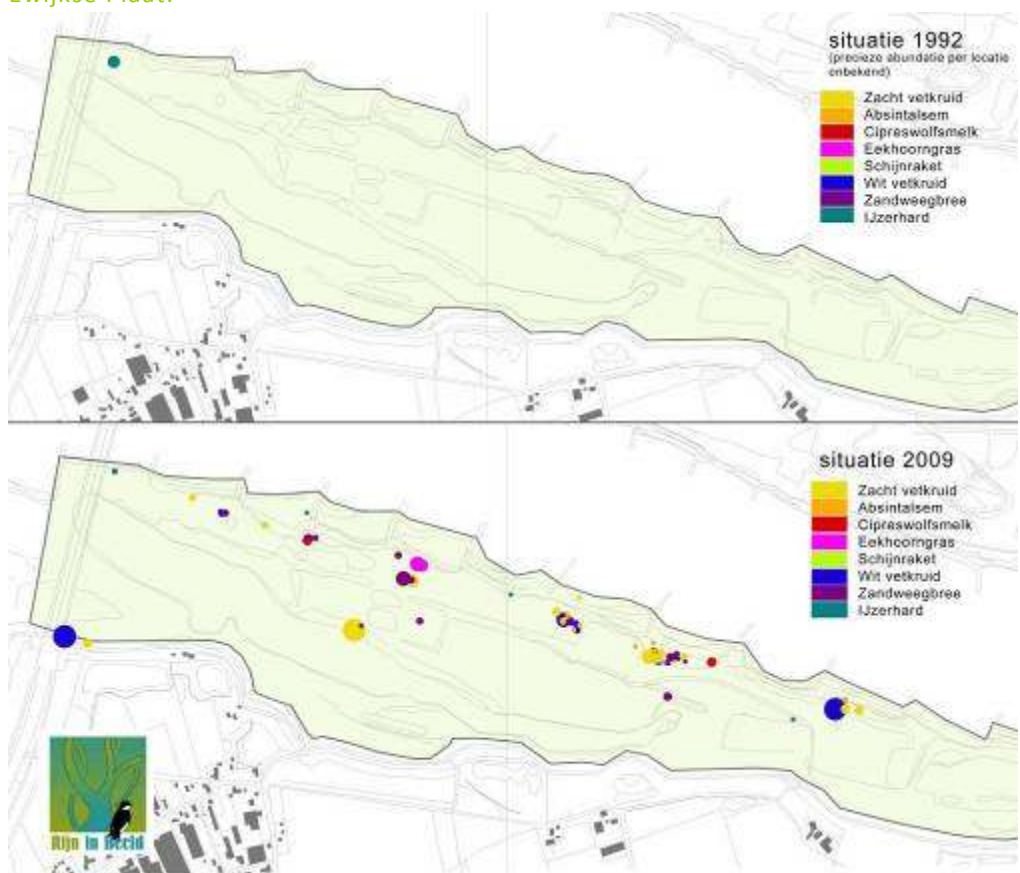 situatie 1992
(precieze abundatie per locatie
onbekend)
Zacht vetkruid
Absintalsem
Cipreswolfsmelk
Eekhoorngras
Schijnraket
Wit vetkruid
Zandweegbree
IJzerhard
situatie 2009
Zacht vetkruid
Absintalsem
Cipreswolfsmelk
Eekhoorngras
Schijnraket
Wit vetkruid
Zandweegbree
IJzerhard
Rijn in Beeld